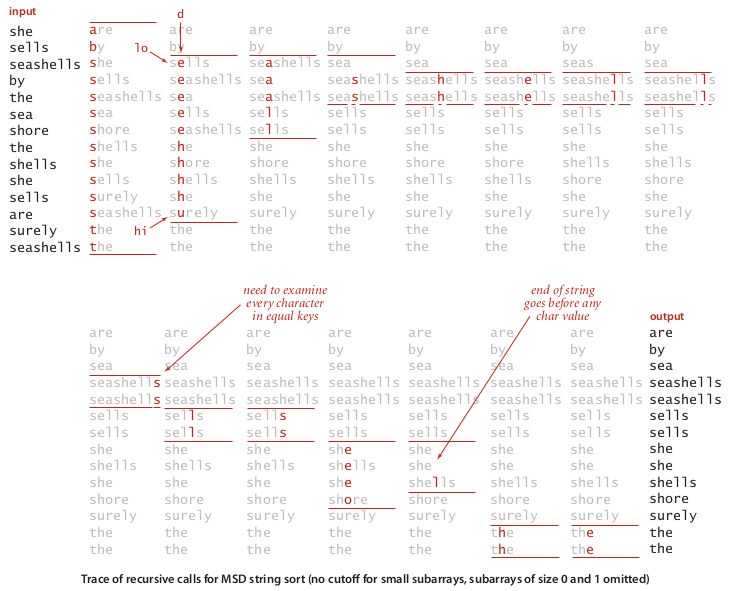 input d
she are are are are are are are are
sells by lo by by by by by by by
seashells she sells seashells sea sea sea seas sea
by sells seashells sea seashells seashells seashells seashells seashells
the seashells sea seashells seashells seashells seashells seashells seashells
sea sea sells sells sells sells sells sells sells
shore shore seashells sells sells sells sells sells sells
the shells she she she she she she she
shells she shore shore shore shore shore shells shells
she sells shells shells shells shells shells shore shore
sells surely she she she she she she she
are seashells surely surely surely surely surely surely surely
surely the hi the the the the the the the
seashells the the the the the the the the
need to examine
every character
in equal keys
end of string
goes before any
char value
output
are are are are are are are are
by by by by by by by by
sea sea sea sea sea sea sea sea
seashells seashells seashells seashells seashells seashells seashells seashells
seashells seashells seashells seashells seashells seashells seashells seashells
sells sells sells sells sells sells sells sells
sells sells sells sells sells sells sells sells
she she she she she she she she
shells shells shells shells she she she she
she she she she shells shells shells shells
shore shore shore shore shore shore shore shore
surely surely surely surely surely surely surely surely
the the the the the the the the
the the the the the the the the
Trace of recursive calls for MSD string sort (no cutoff for small subarrays, subarrays of size 0 and 1 omitted)